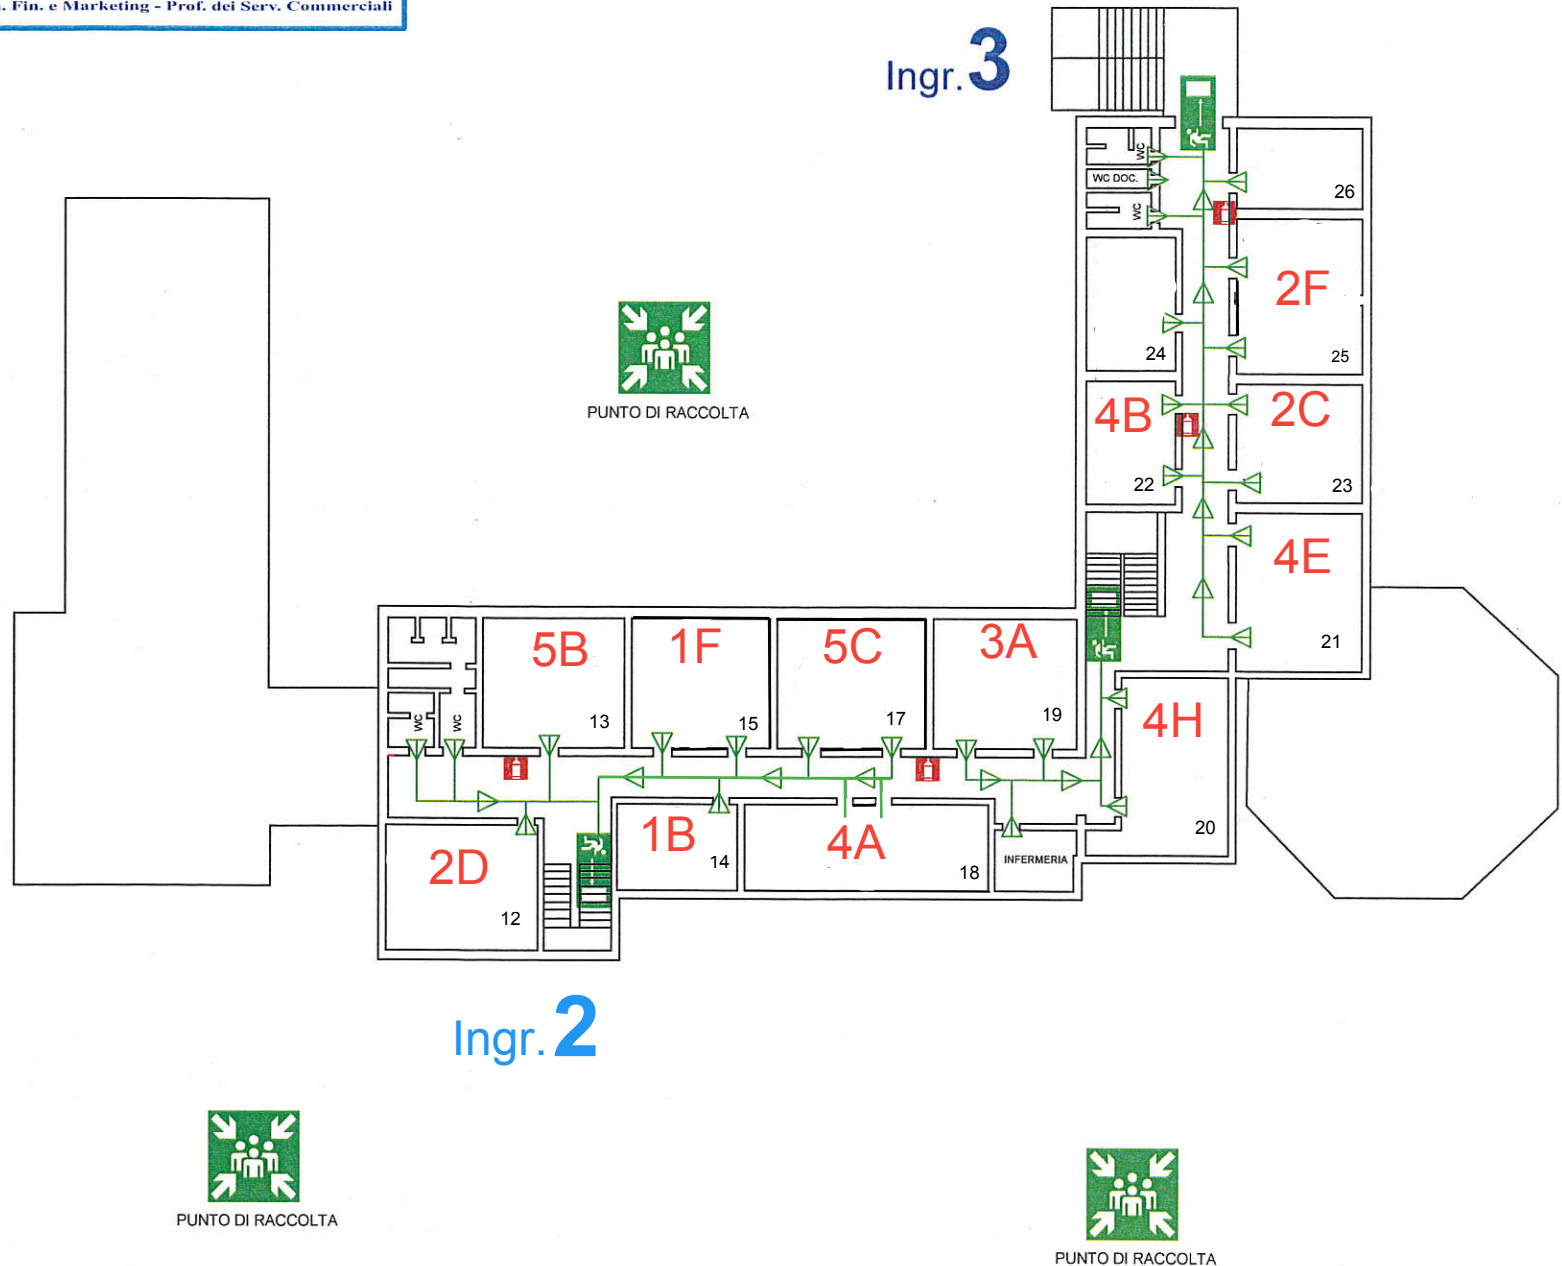 . Fin. e Marketing - Prof. dei Serv. Commerciali
Ingr. 3
WC
WC DOC.
WC
26
2F
25
24
4B
22
2C
23
4E
21
PUNTO DI RACCOLTA
5B
13
1F
15
5C
17
3A
19
4H
20
WC
WC
2D
12
1B
14
4A
18
INFERMERIA
Ingr. 2
PUNTO DI RACCOLTA
PUNTO DI RACCOLTA